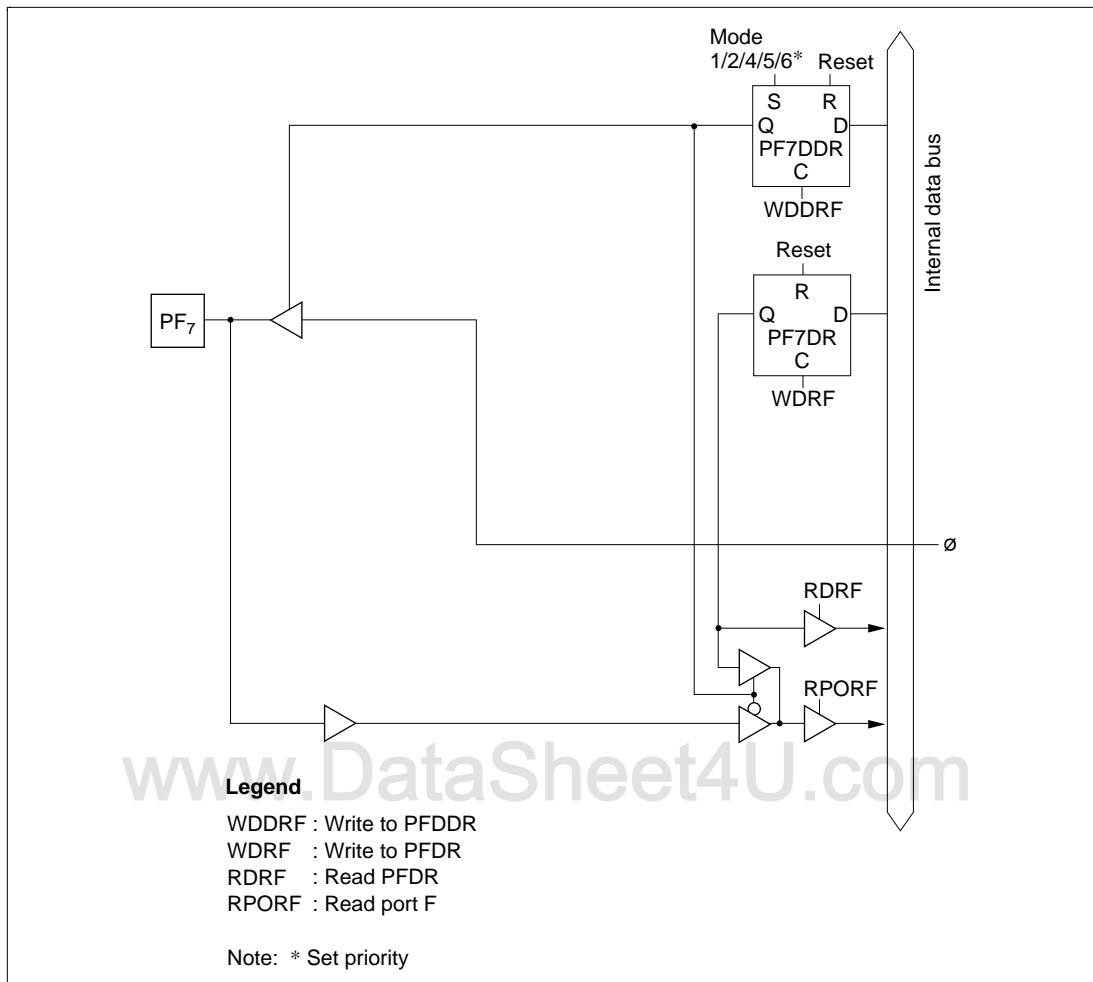 Mode
1/2/4/5/6* Reset
S R
Q D
PF7DDR
C
WDDRF
Internal data bus
Reset
R
Q D
PF7DR
C
WDRF
PF7
ø
RDRF
RPORF
www.DataSheet4U.com
Legend
WDDRF : Write to PFDDR
WDRF : Write to PFDR
RDRF : Read PFDR
RPORF : Read port F
Note: * Set priority